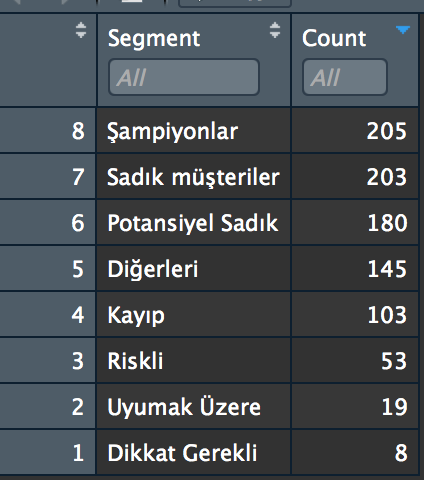 Segment Count
All All
8 Şampiyonlar 205
7 Sadık müşteriler 203
6 Potansiyel Sadık 180
5 Diğerleri 145
4 Kayıp 103
3 Riskli 53
2 Uyumak Üzere 19
1 Dikkat Gerekli 8